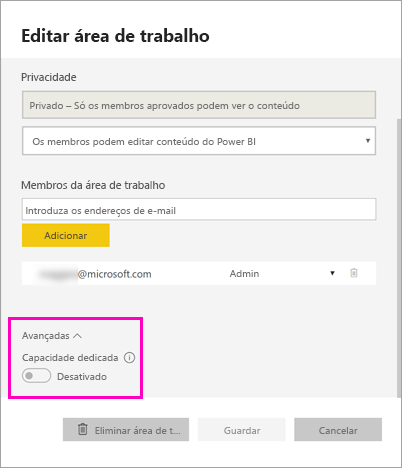 Editar área de trabalho
Privacidade
Privado – Só os membros aprovados podem ver o conteúdo
Os membros podem editar conteúdo do Power BI
Membros da área de trabalho
Introduza os endereços de e-mail
Adicionar
@microsoft.com Admin
Avançadas
Capacidade dedicada
Desativado
Eliminar área de t... Guardar Cancelar